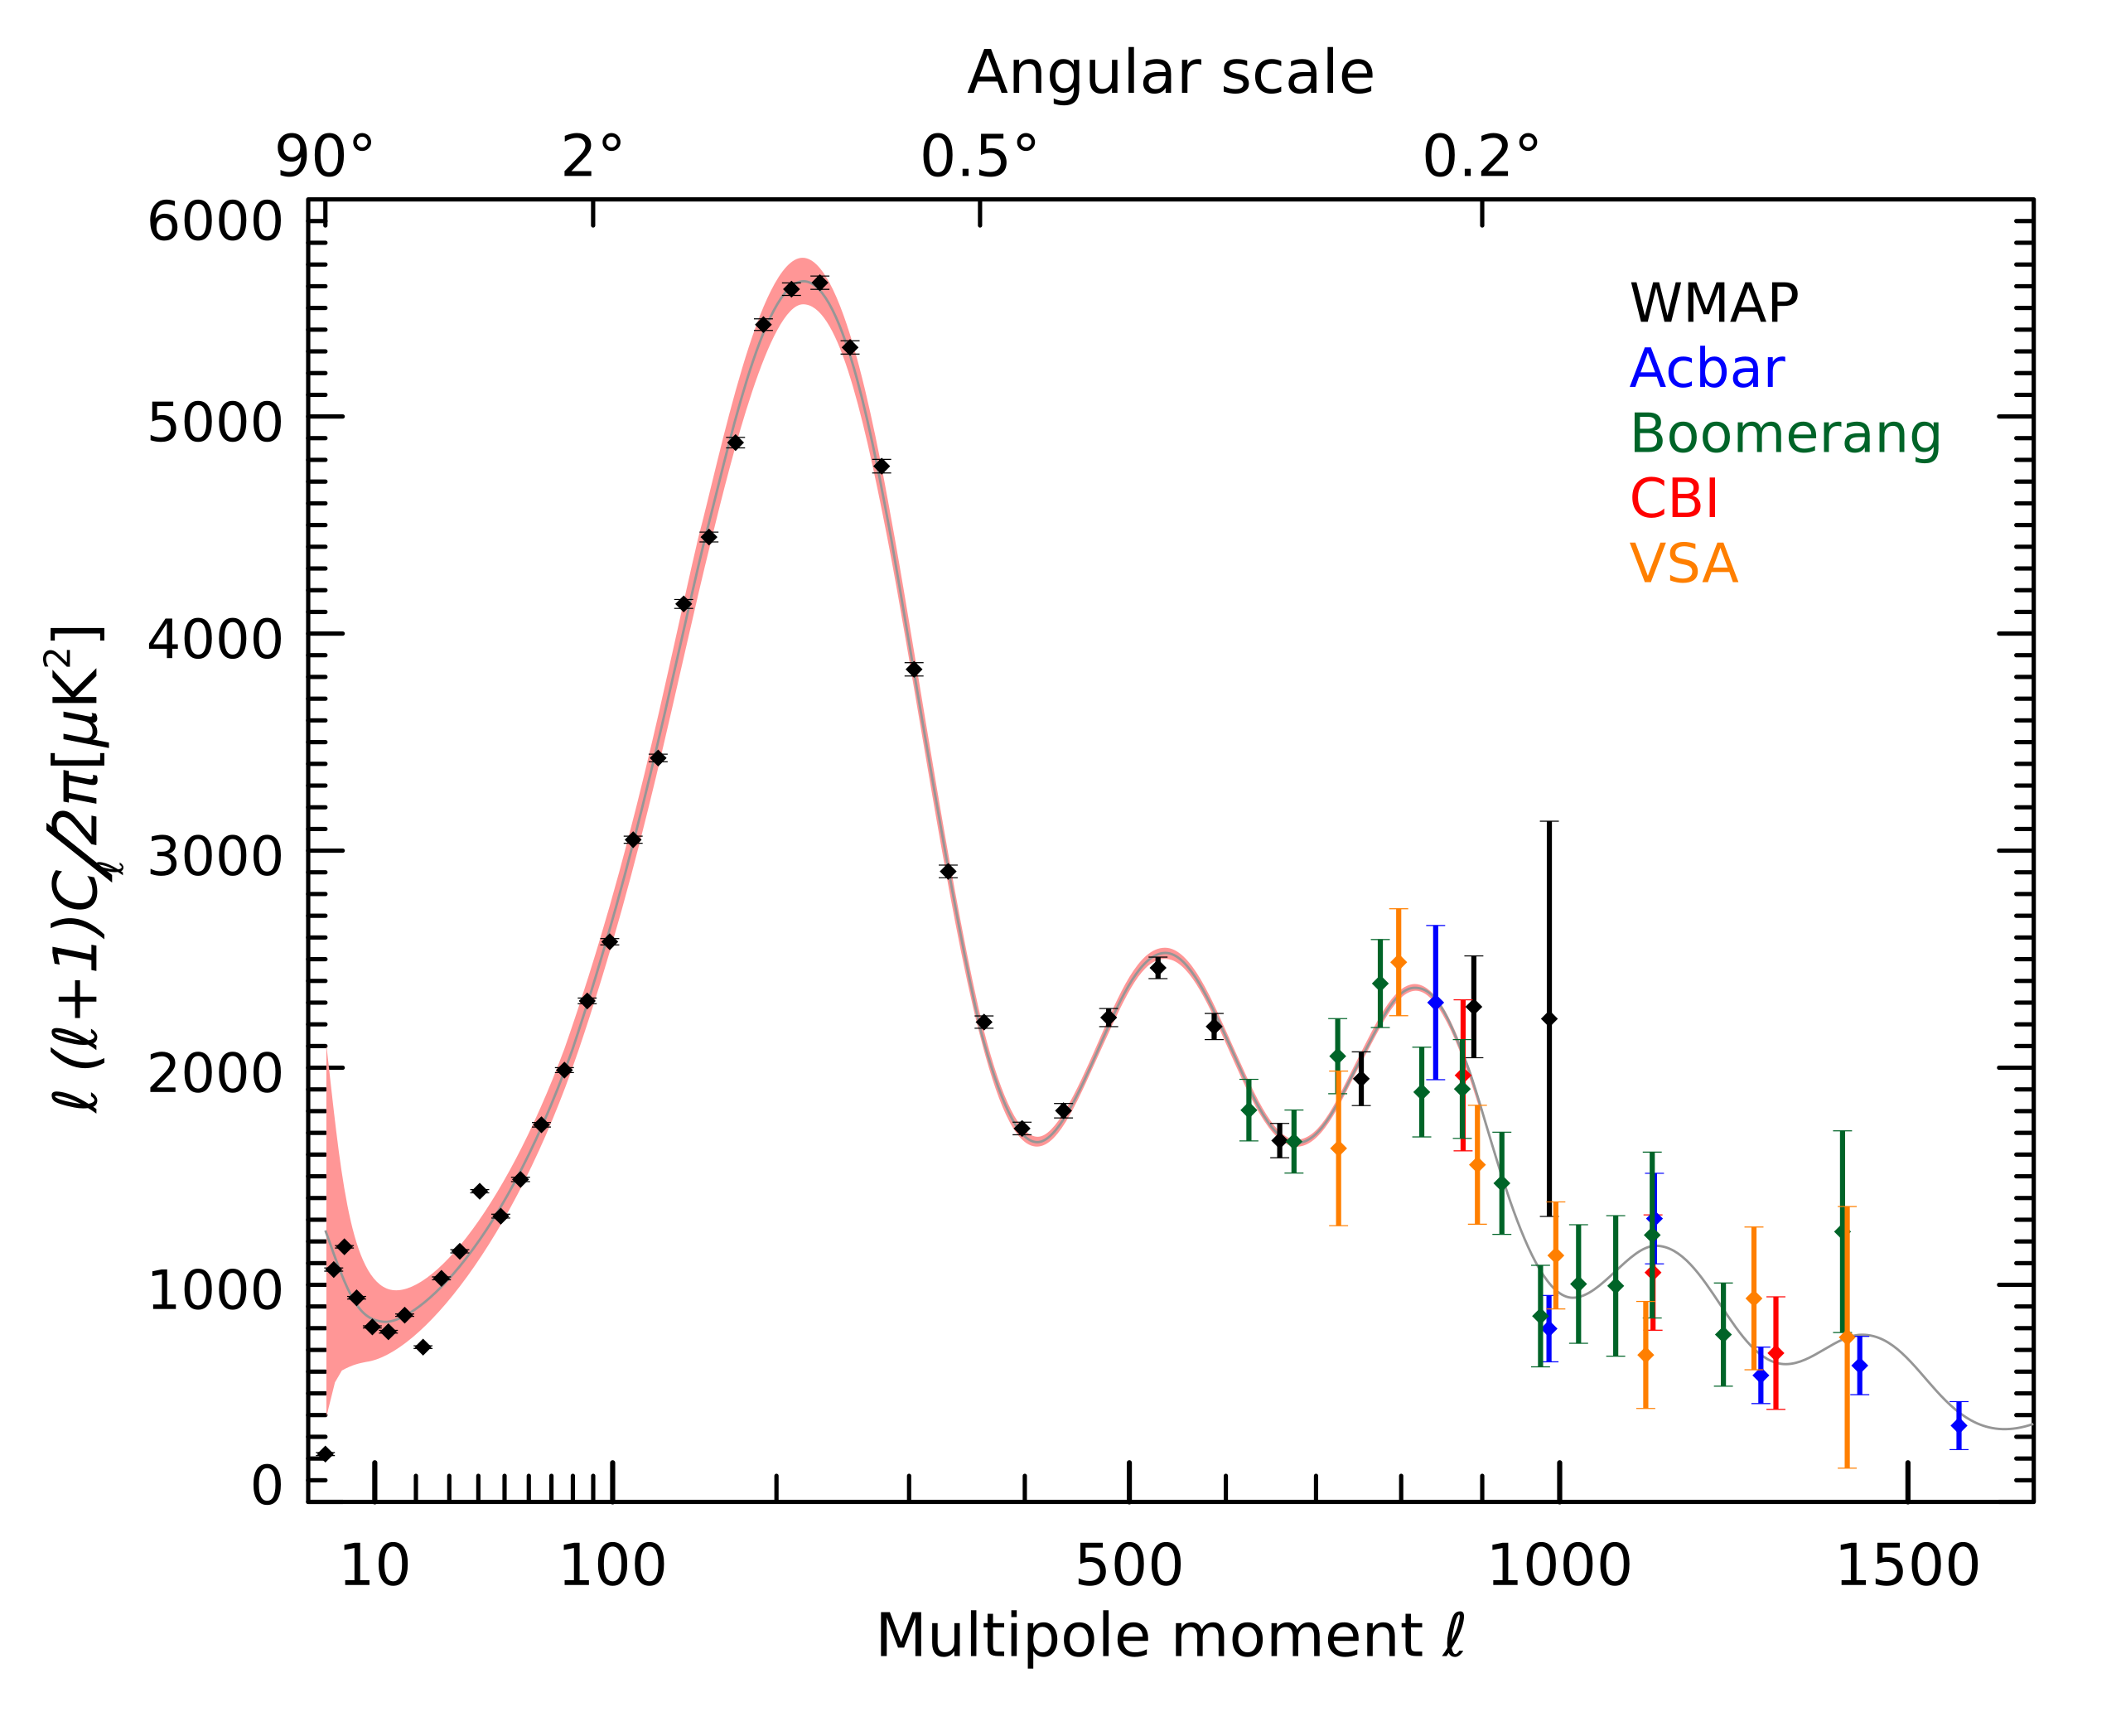 Angular scale
90° 2° 0.5° 0.2°
6000
5000
4000
3000
2000
1000
0
ℓ (ℓ+1)Cℓ/2π[μK²]
WMAP
Acbar
Boomerang
CBI
VSA
10 100 500 1000 1500
Multipole moment ℓ